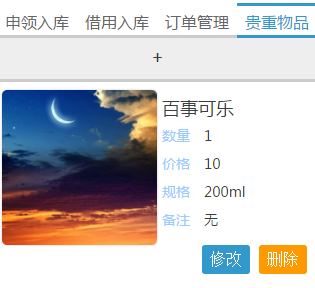 申领入库 借用入库 订单管理 贵重物品
+
百事可乐
数量 1
价格 10
规格 200ml
备注 无
修改 删除